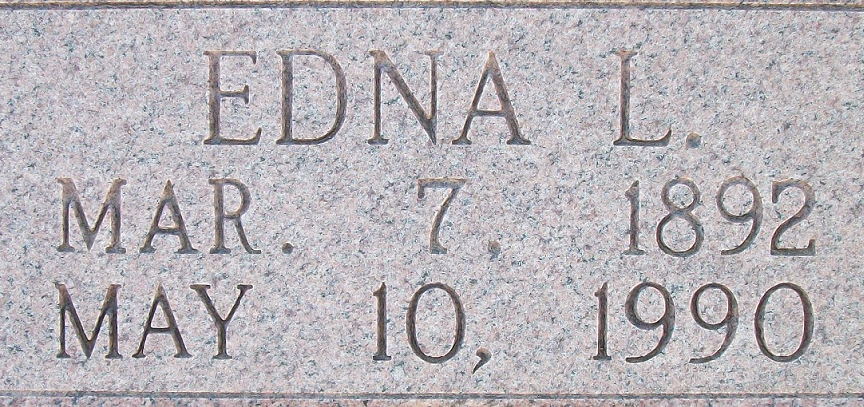 EDNA L.
MAR. 7. 1892
MAY 10, 1990